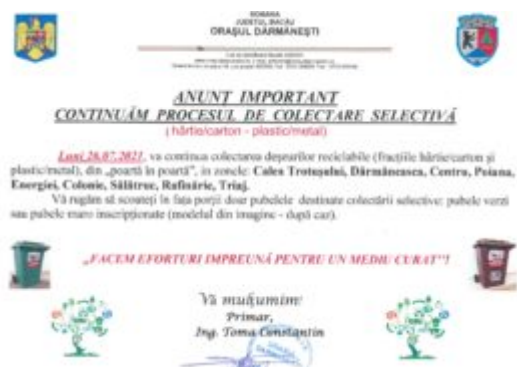 ROMÂNIA
JUDEȚUL BACĂU
ORAȘUL DĂRMĂNEȘTI
ANUNȚ IMPORTANT
CONTINUĂM PROCESUL DE COLECTARE SELECTIVĂ
( hârtie/carton - plastic/metal)
Luni 26.07.2021, va continua colectarea deșeurilor reciclabile (fracțiile hârtie/carton și
plastic/metal), din „poartă în poartă", în zonele: Calea Trotușului, Dărmăneasca, Centru, Poiana,
Energiei, Colonie, Sălătruc, Rafinărie, Triaj.
Vă rugăm să scoateți în fața porții doar pubelele destinate colectării selective: pubele verzi
sau pubele maro inscripționate (modelul din imagine - după caz).
„FACEM EFORTURI IMPREUNĂ PENTRU UN MEDIU CURAT"!
Vă mulțumim!
Primar,
Ing. Toma Constantin